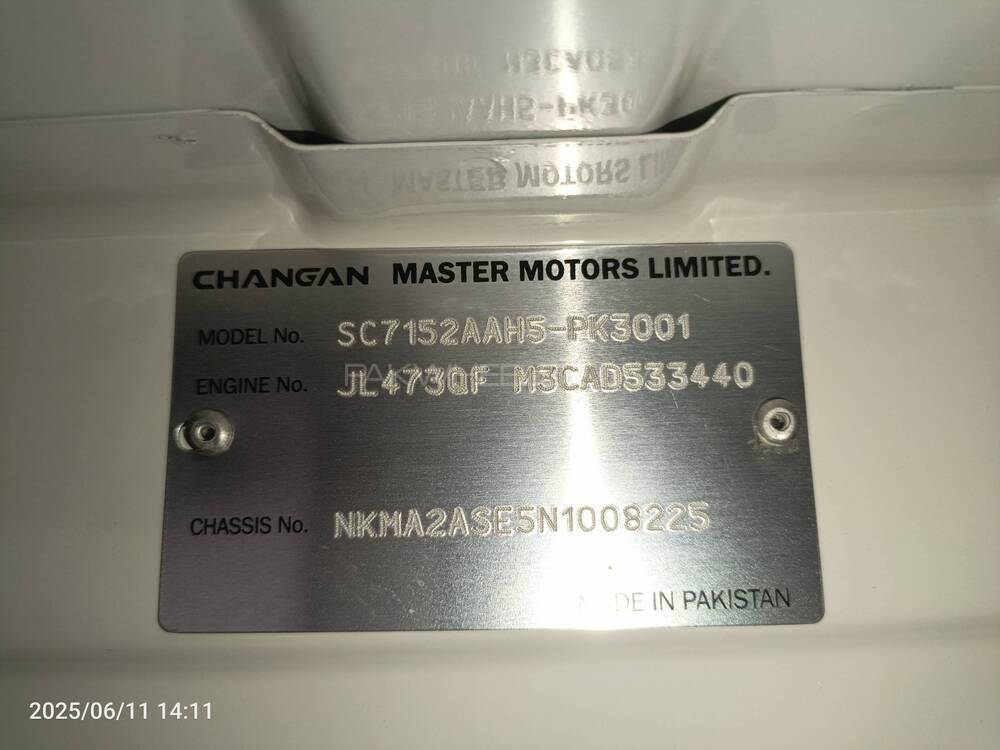 CHANGAN MASTER MOTORS LIMITED.
MODEL No. SC7152AAH5-PK3001
ENGINE No. JL473QF M3CAD533440
CHASSIS No. NKMA2ASE5N1008225
MADE IN PAKISTAN
2025/06/11 14:11